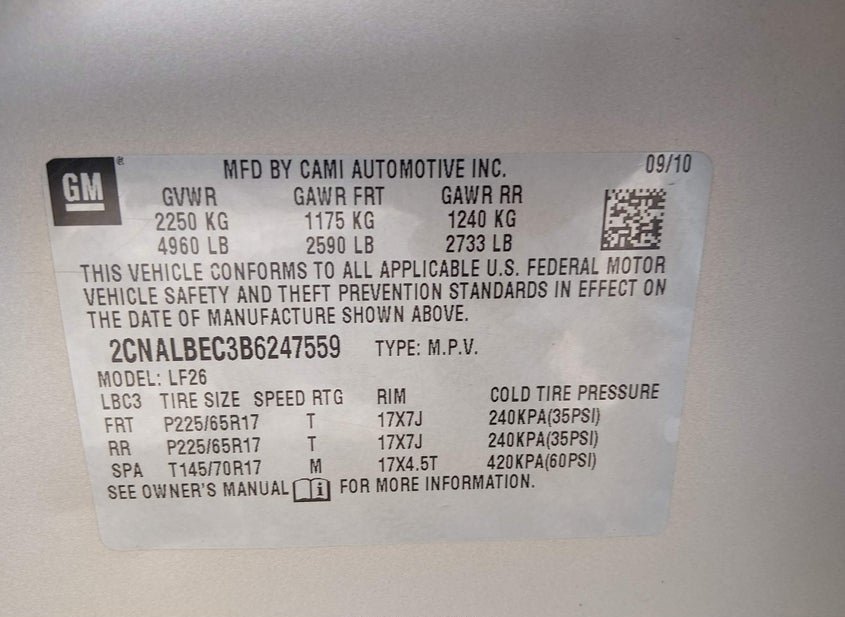 GM ® MFD BY CAMI AUTOMOTIVE INC. 09/10
GVWR GAWR FRT GAWR RR
2250 KG 1175 KG 1240 KG
4960 LB 2590 LB 2733 LB
THIS VEHICLE CONFORMS TO ALL APPLICABLE U.S. FEDERAL MOTOR
VEHICLE SAFETY AND THEFT PREVENTION STANDARDS IN EFFECT ON
THE DATE OF MANUFACTURE SHOWN ABOVE.
2CNALBEC3B6247559 TYPE: M.P.V.
MODEL: LF26
LBC3 TIRE SIZE SPEED RTG RIM COLD TIRE PRESSURE
FRT P225/65R17 T 17X7J 240KPA(35PSI)
RR P225/65R17 T 17X7J 240KPA(35PSI)
SPA T145/70R17 M 17X4.5T 420KPA(60PSI)
SEE OWNER'S MANUAL i FOR MORE INFORMATION.